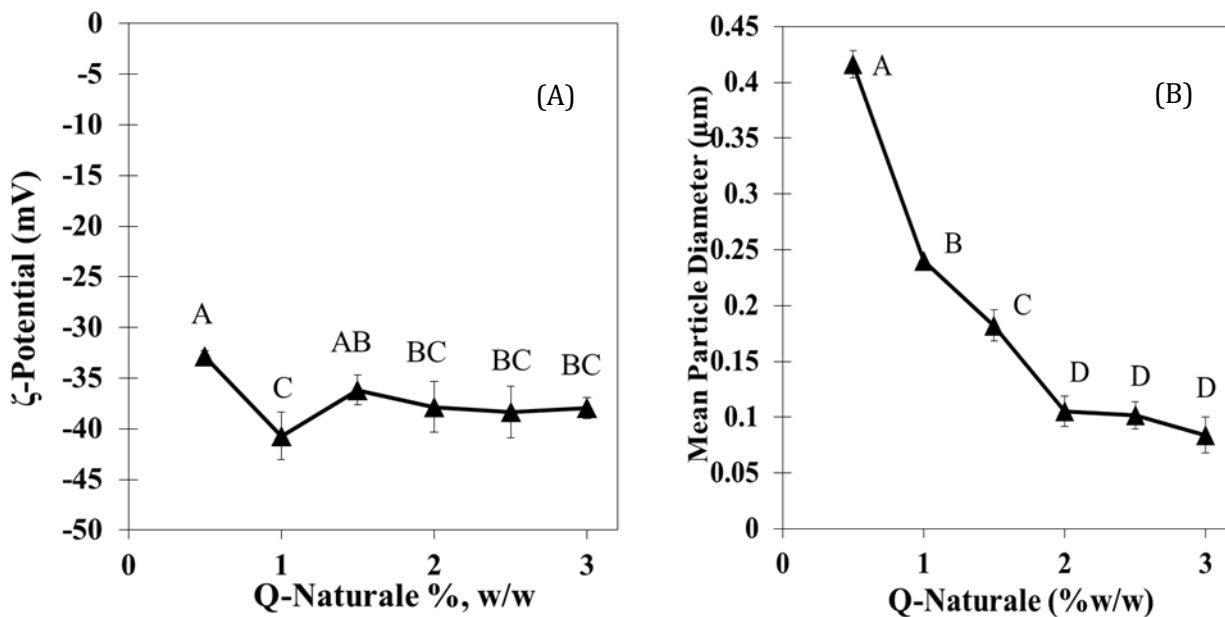 0
-5
-10
-15
-20
-25
-30
-35
-40
-45
-50
ζ-Potential (mV)
(A)
A
C
AB
BC
BC
BC
0
1
2
3
Q-Naturale %, w/w
0.45
0.4
0.35
0.3
0.25
0.2
0.15
0.1
0.05
0
Mean Particle Diameter (μm)
(B)
A
B
C
D
D
D
0
1
2
3
Q-Naturale (%w/w)